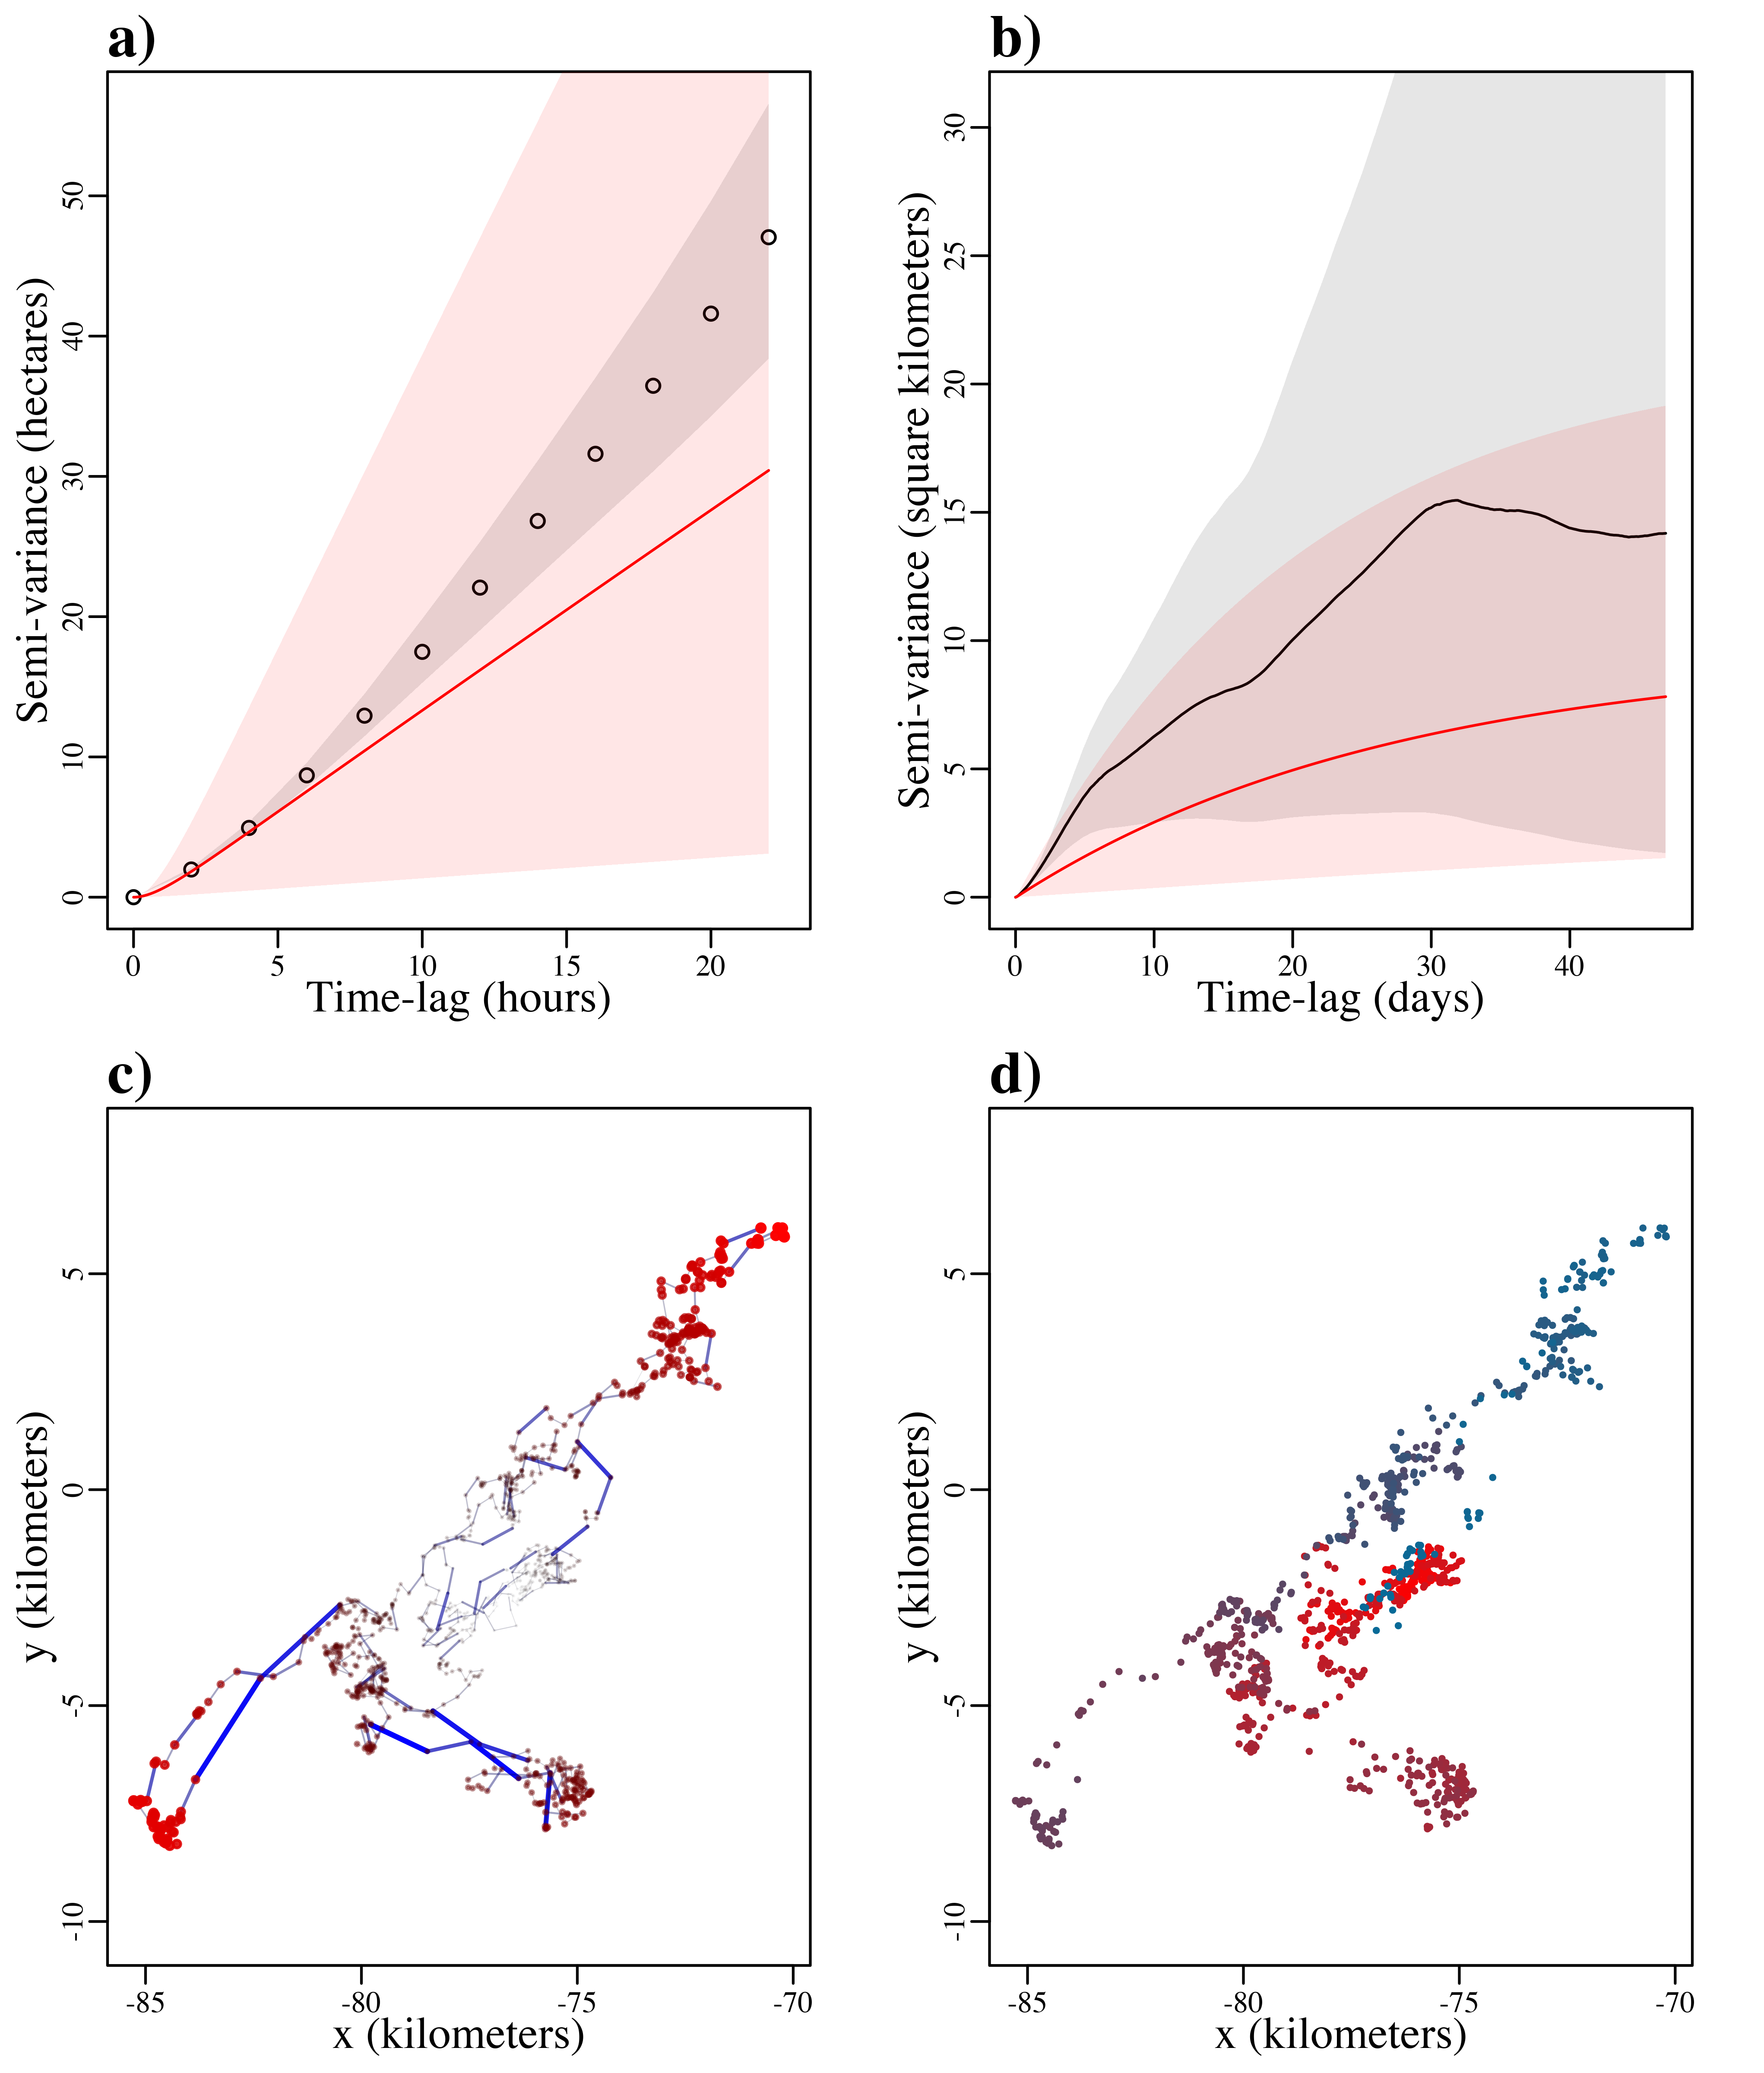 a)
Semi-variance (hectares)
0 10 20 30 40 50
0 5 10 15 20
Time-lag (hours)
b)
Semi-variance (square kilometers)
0 5 10 15 20 25 30
0 10 20 30 40
Time-lag (days)
c)
y (kilometers)
-10 -5 0 5
-85 -80 -75 -70
x (kilometers)
d)
y (kilometers)
-10 -5 0 5
-85 -80 -75 -70
x (kilometers)